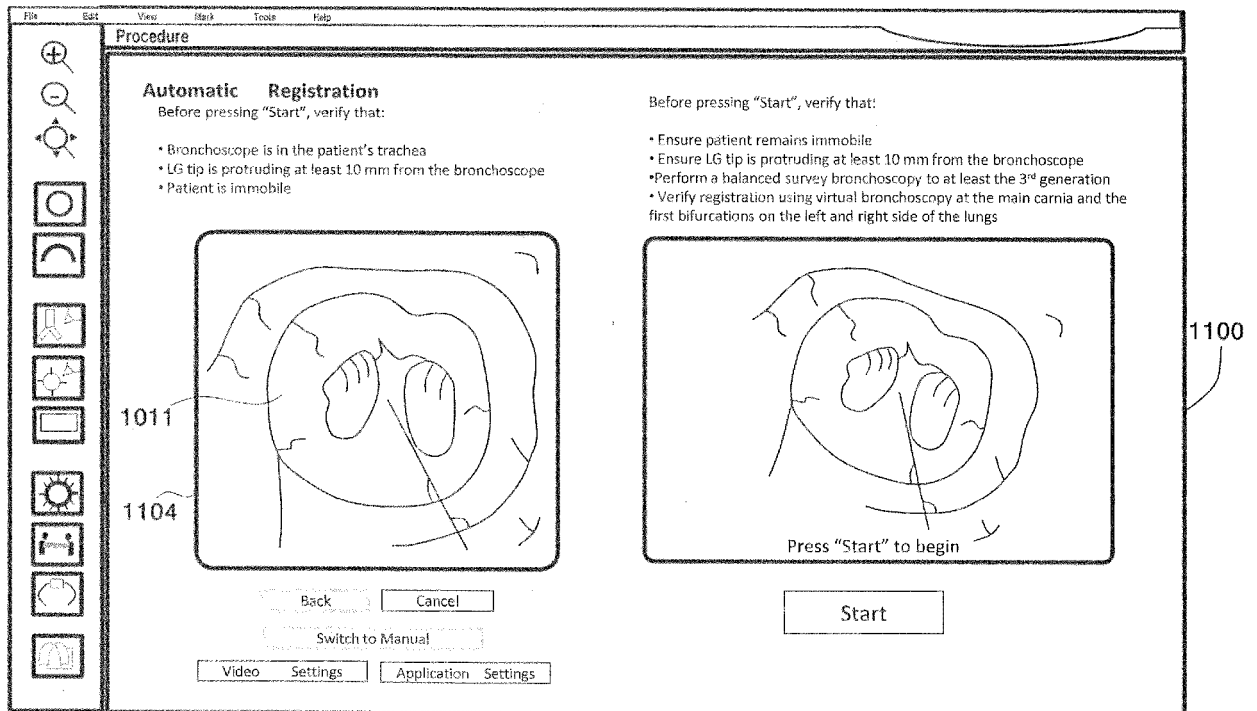 File Edit View Mark Tools Help
Procedure
Automatic Registration
Before pressing "Start", verify that:
• Bronchoscope is in the patient's trachea
• LG tip is protruding at least 10 mm from the bronchoscope
• Patient is immobile
Before pressing "Start", verify that:
• Ensure patient remains immobile
• Ensure LG tip is protruding at least 10 mm from the bronchoscope
•Perform a balanced survey bronchoscopy to at least the 3rd generation
• Verify registration using virtual bronchoscopy at the main carnia and the
first bifurcations on the left and right side of the lungs
1100
1011
1104
Press "Start" to begin
Back Cancel
Start
Switch to Manual
Video Settings Application Settings